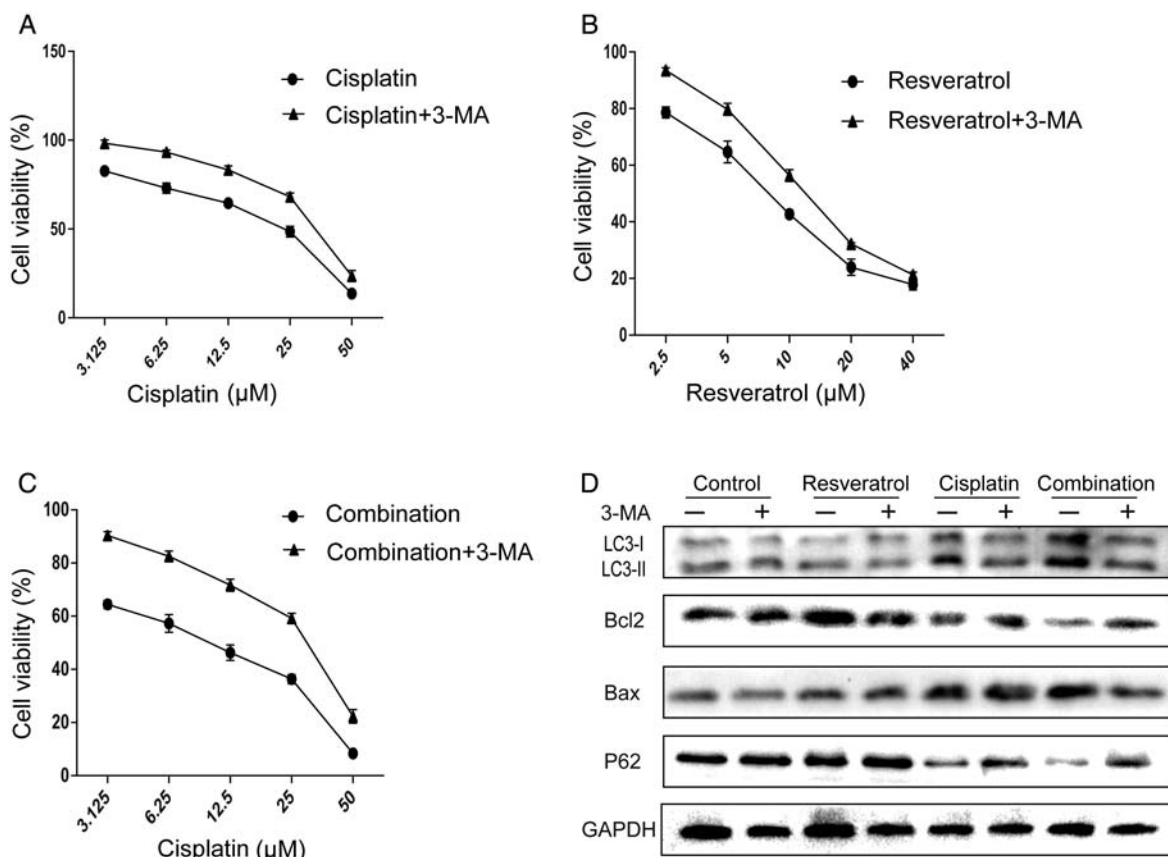 A
150
100
50
0
Cell viability (%)
Cisplatin
Cisplatin+3-MA
3.125 6.25 12.5 25 50
Cisplatin (µM)
B
100
80
60
40
20
0
Cell viability (%)
Resveratrol
Resveratrol+3-MA
2.5 5 10 20 40
Resveratrol (µM)
C
100
80
60
40
20
0
Cell viability (%)
Combination
Combination+3-MA
3.125 6.25 12.5 25 50
Cisplatin (µM)
D
Control Resveratrol Cisplatin Combination
3-MA — + — + — + — +
LC3-I
LC3-II
Bcl2
Bax
P62
GAPDH